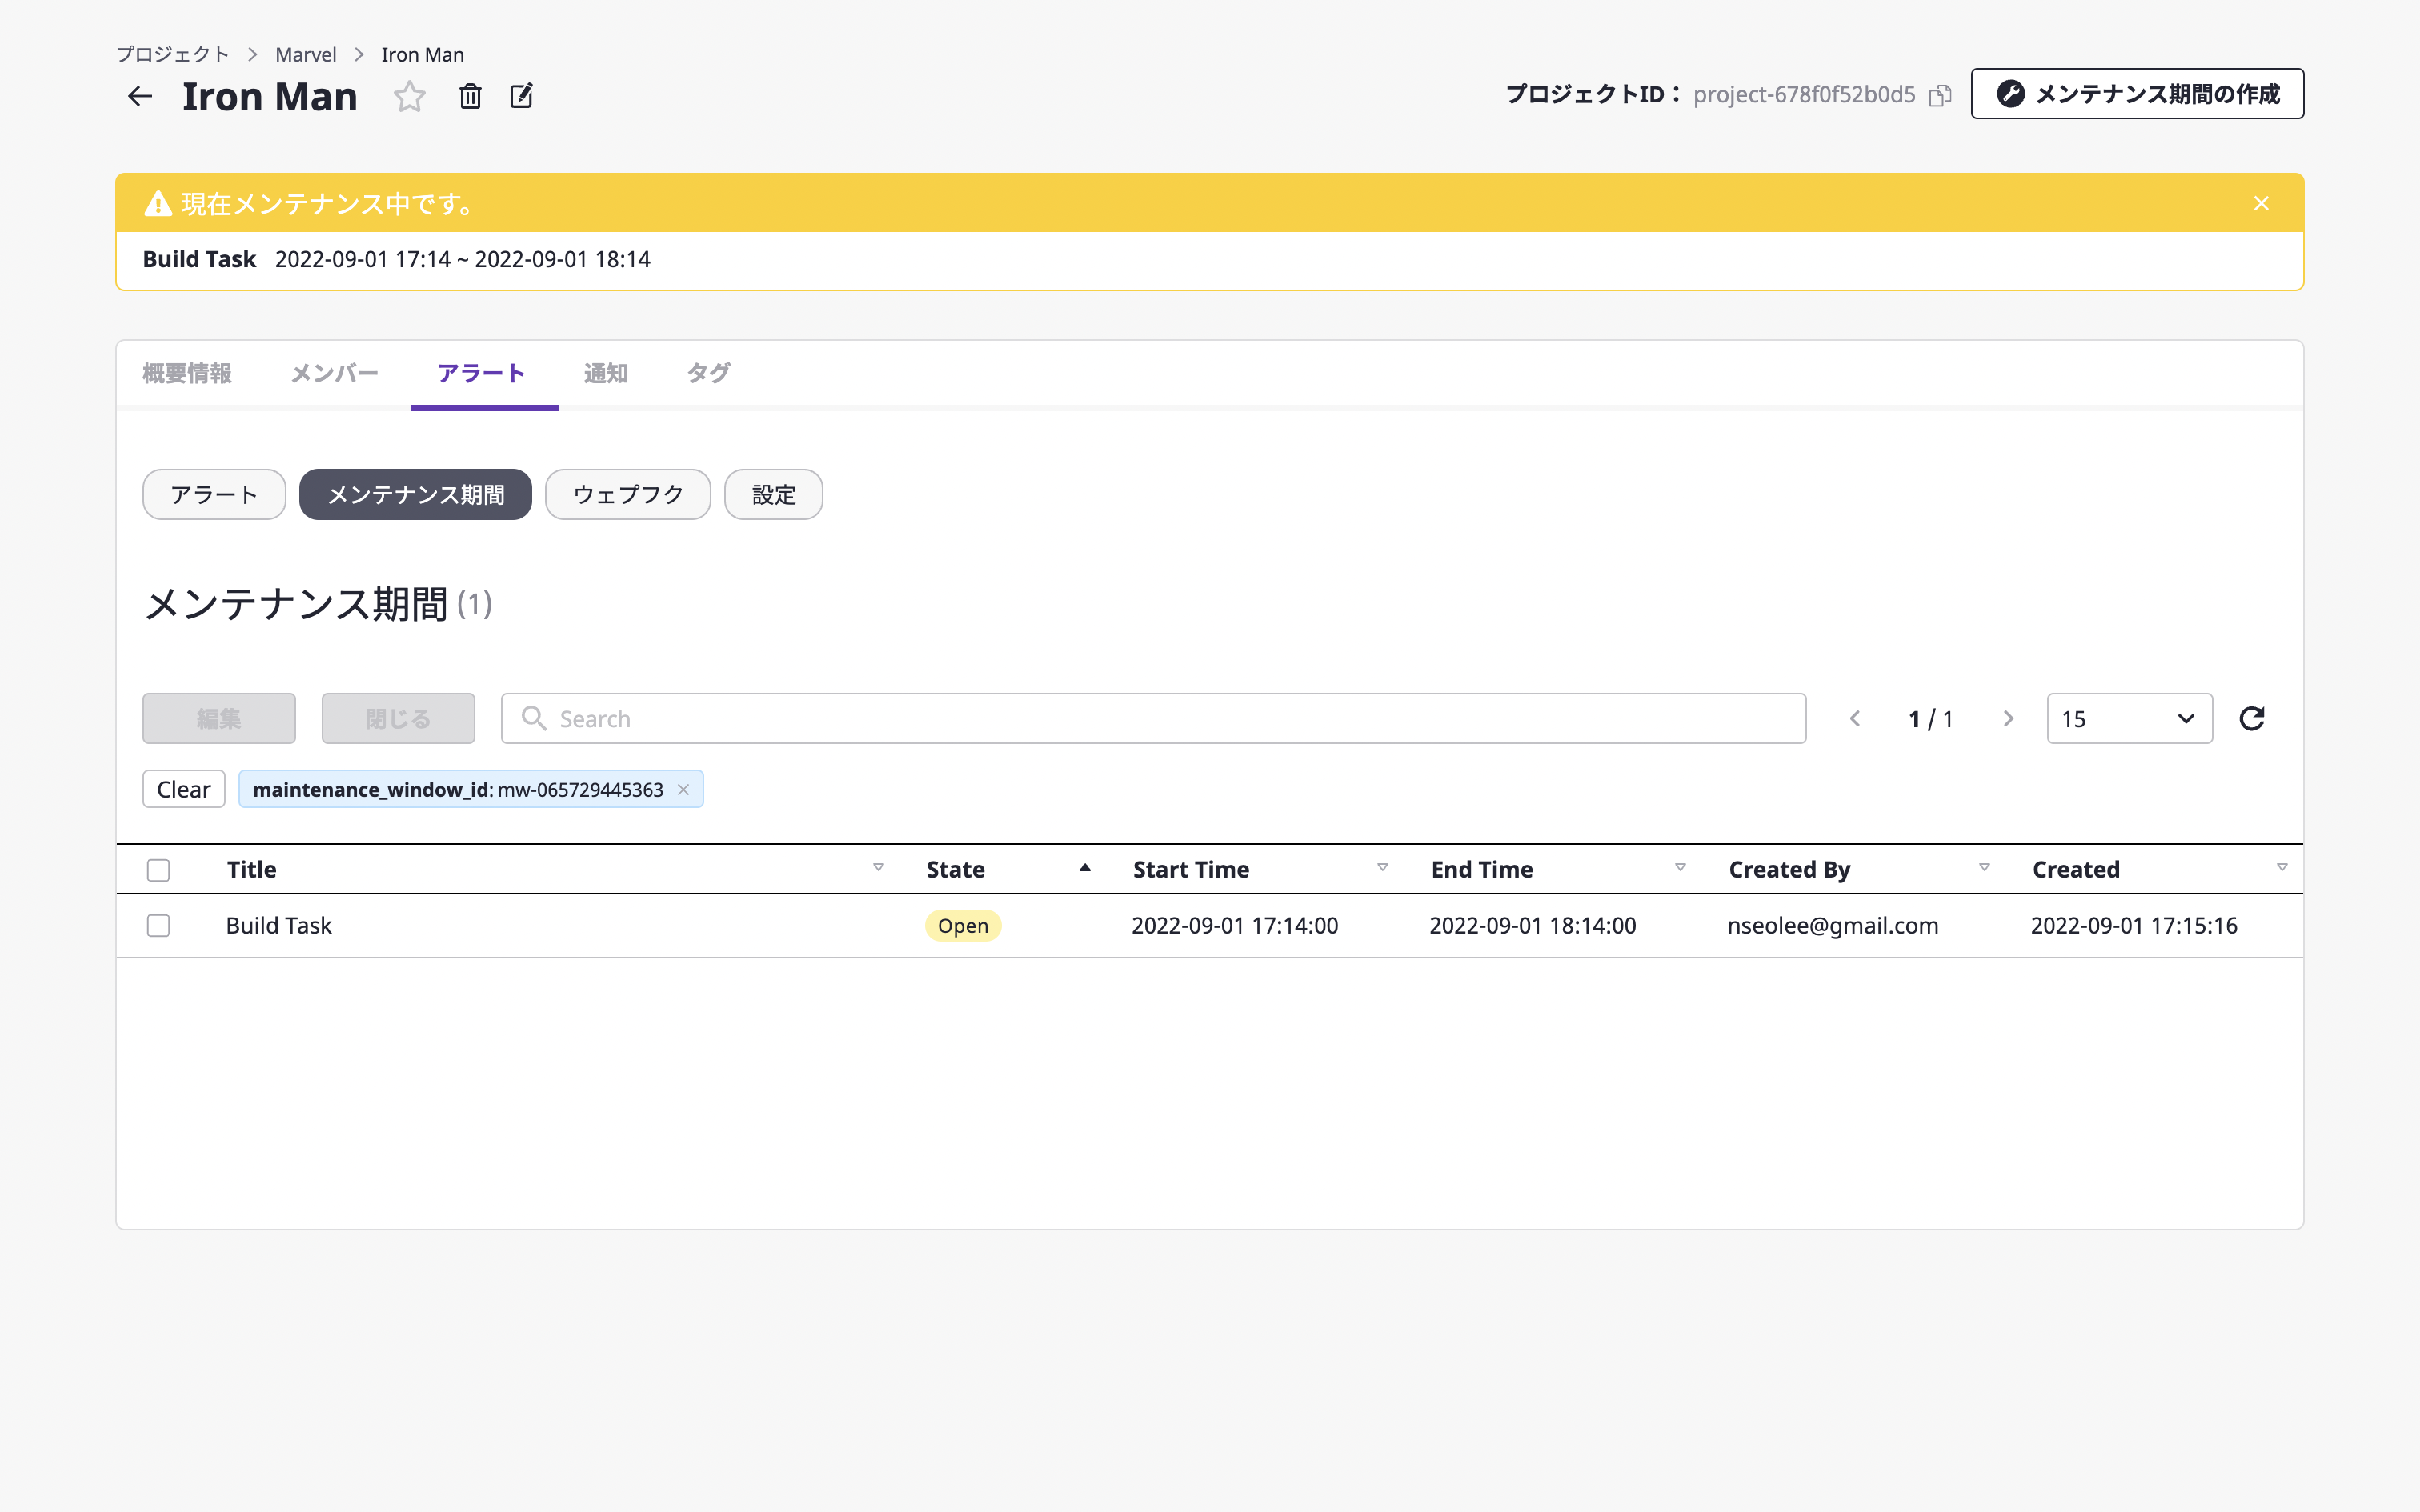 プロジェクト Marvel Iron Man
Iron Man
プロジェクトID： project-678f0f52b0d5 メンテナンス期間の作成
現在メンテナンス中です。
Build Task 2022-09-01 17:14 ~ 2022-09-01 18:14
概要情報 メンバー アラート 通知 タグ
アラート メンテナンス期間 ウェプフク 設定
メンテナンス期間 (1)
編集 閉じる Search 1 / 1 15
Clear maintenance_window_id: mw-065729445363
Title State Start Time End Time Created By Created
Build Task Open 2022-09-01 17:14:00 2022-09-01 18:14:00 nseolee@gmail.com 2022-09-01 17:15:16